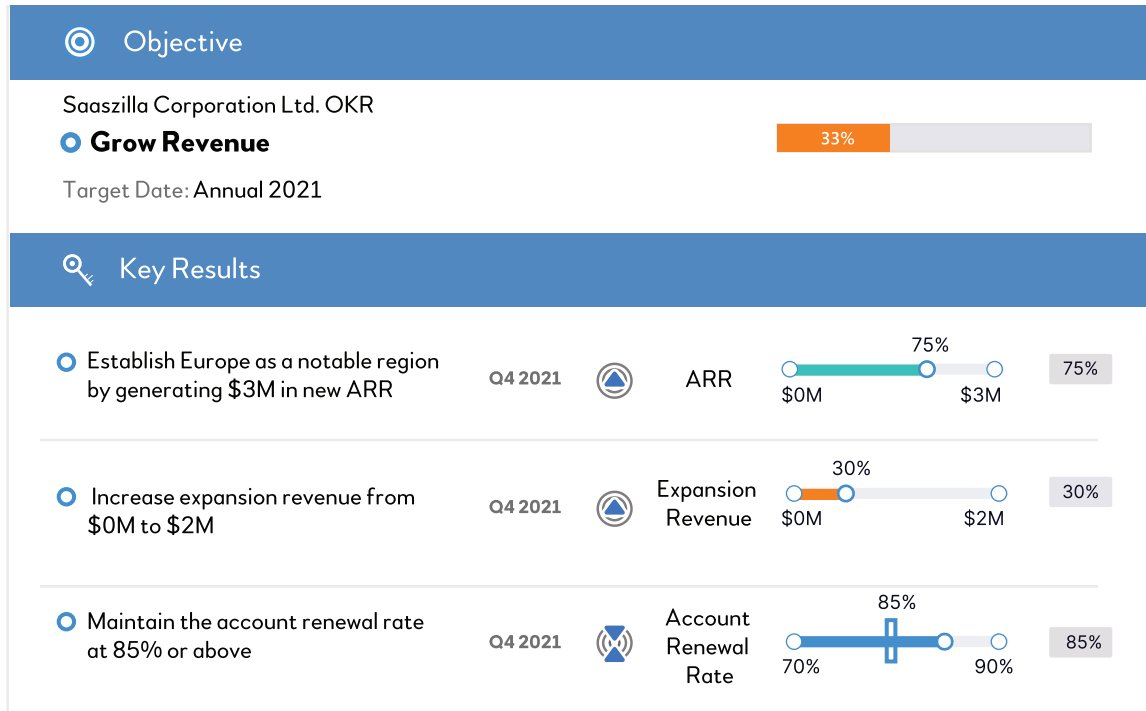 Objective
Saaszilla Corporation Ltd. OKR
Grow Revenue
33%
Target Date: Annual 2021
Key Results
Establish Europe as a notable region
by generating $3M in new ARR
Q4 2021
ARR
75%
$0M
$3M
75%
Increase expansion revenue from
$0M to $2M
Q4 2021
Expansion
Revenue
30%
$0M
$2M
30%
Maintain the account renewal rate
at 85% or above
Q4 2021
Account
Renewal
Rate
85%
70%
90%
85%